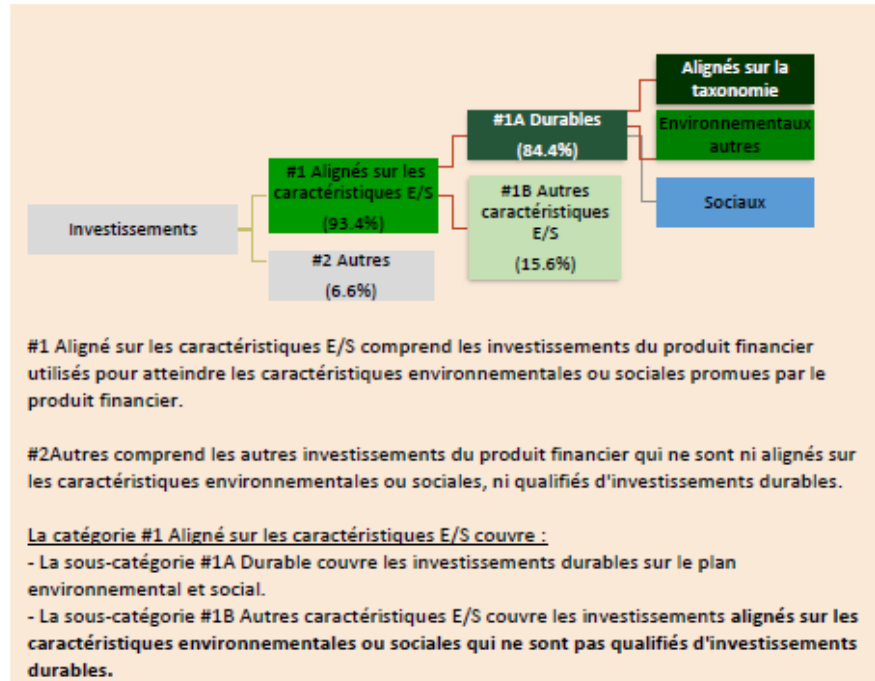 Alignés sur la
taxonomie
#1A Durables
(84.4%)
Environnementaux
autres
#1 Alignés sur les
caractéristiques E/S
(93.4%)
#1B Autres
caractéristiques
E/S
(15.6%)
Sociaux
Investissements
#2 Autres
(6.6%)
#1 Aligné sur les caractéristiques E/S comprend les investissements du produit financier
utilisés pour atteindre les caractéristiques environnementales ou sociales promues par le
produit financier.
#2Autres comprend les autres investissements du produit financier qui ne sont ni alignés sur
les caractéristiques environnementales ou sociales, ni qualifiés d'investissements durables.
La catégorie #1 Aligné sur les caractéristiques E/S couvre :
- La sous-catégorie #1A Durable couvre les investissements durables sur le plan
environnemental et social.
- La sous-catégorie #1B Autres caractéristiques E/S couvre les investissements alignés sur les
caractéristiques environnementales ou sociales qui ne sont pas qualifiés d'investissements
durables.